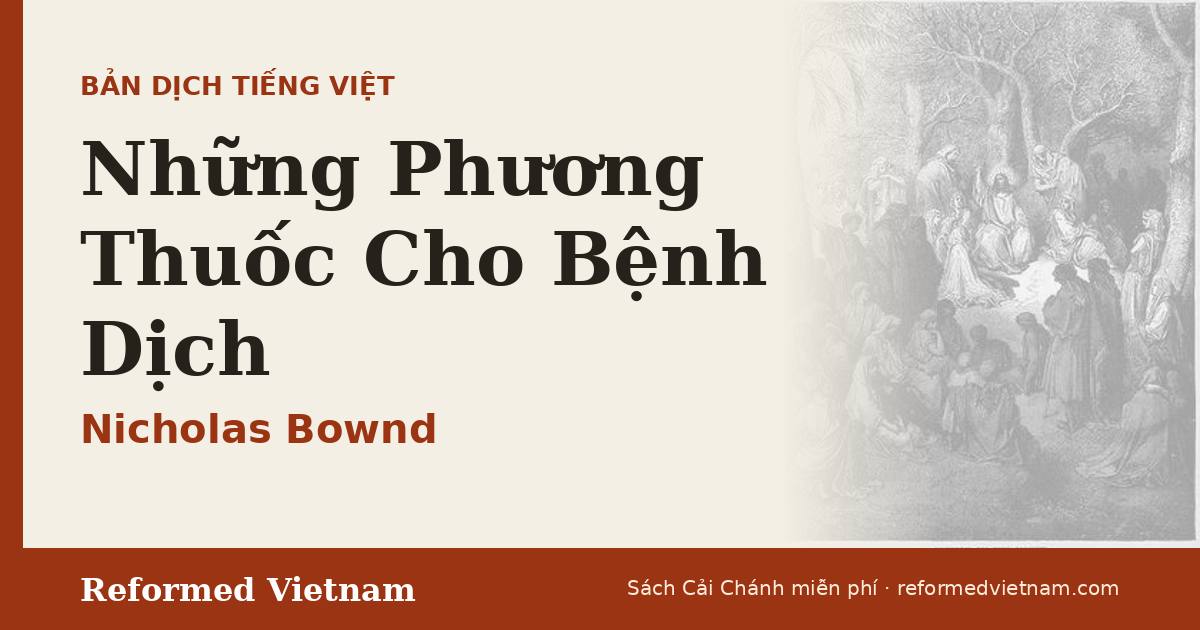 BẢN DỊCH TIẾNG VIỆT
Những Phương
Thuốc Cho Bệnh
Dịch
Nicholas Bownd
Reformed Vietnam
Sách Cải Chánh miễn phí · reformedvietnam.com